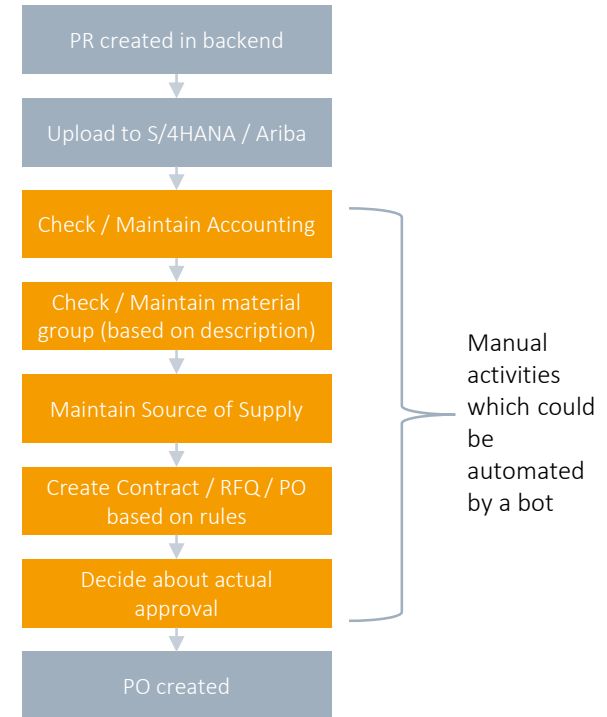 PR created in backend
Upload to S/4HANA / Ariba
Check / Maintain Accounting
Check / Maintain material
group (based on description)
Maintain Source of Supply
Create Contract / RFQ / PO
based on rules
Decide about actual
approval
PO created
Manual
activities
which could
be
automated
by a bot